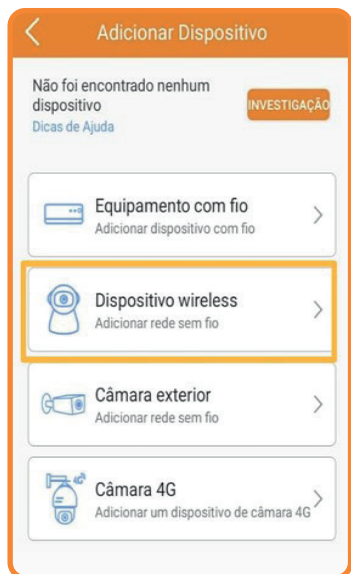 Adicionar Dispositivo
Não foi encontrado nenhum
dispositivo
INVESTIGAÇÃO
Dicas de Ajuda
Equipamento com fio
Adicionar dispositivo com fio
Dispositivo wireless
Adicionar rede sem fio
Câmara exterior
Adicionar rede sem fio
Câmara 4G
Adicionar um dispositivo de câmara 4G